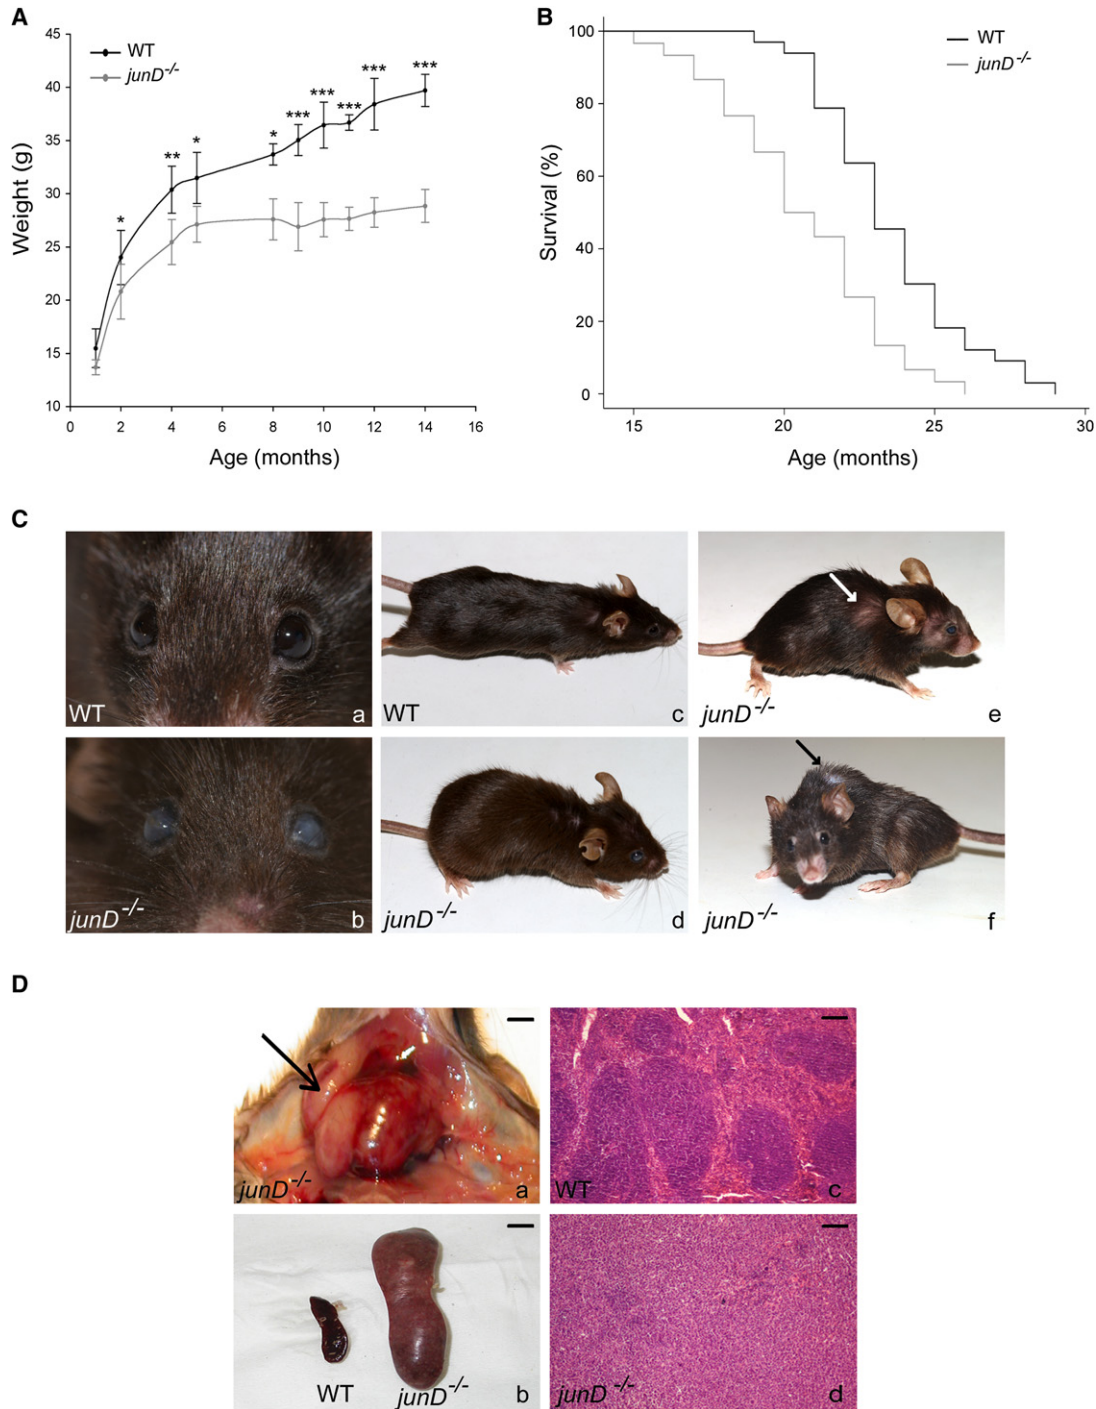 A
WT
junD-/-
45
40
35
30
25
20
15
10
Weight (g)
*
**
*
*
***
***
***
***
***
0 2 4 6 8 10 12 14 16
Age (months)
B
WT
junD-/-
100
80
60
40
20
0
Survival (%)
15 20 25 30
Age (months)
C
WT a
WT c
junD-/- e
junD-/- b
junD-/- d
junD-/- f
D
junD-/- a
WT c
WT junD-/- b
junD-/- d